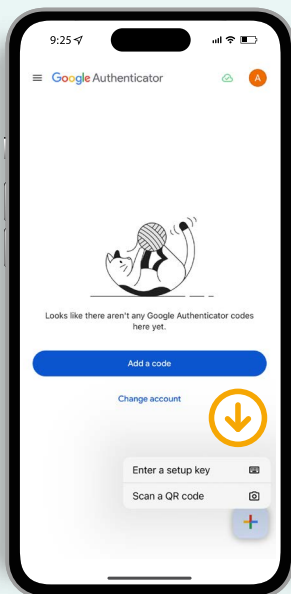 9:25
Google Authenticator
A
Looks like there aren't any Google Authenticator codes
here yet.
Add a code
Change account
Enter a setup key
Scan a QR code